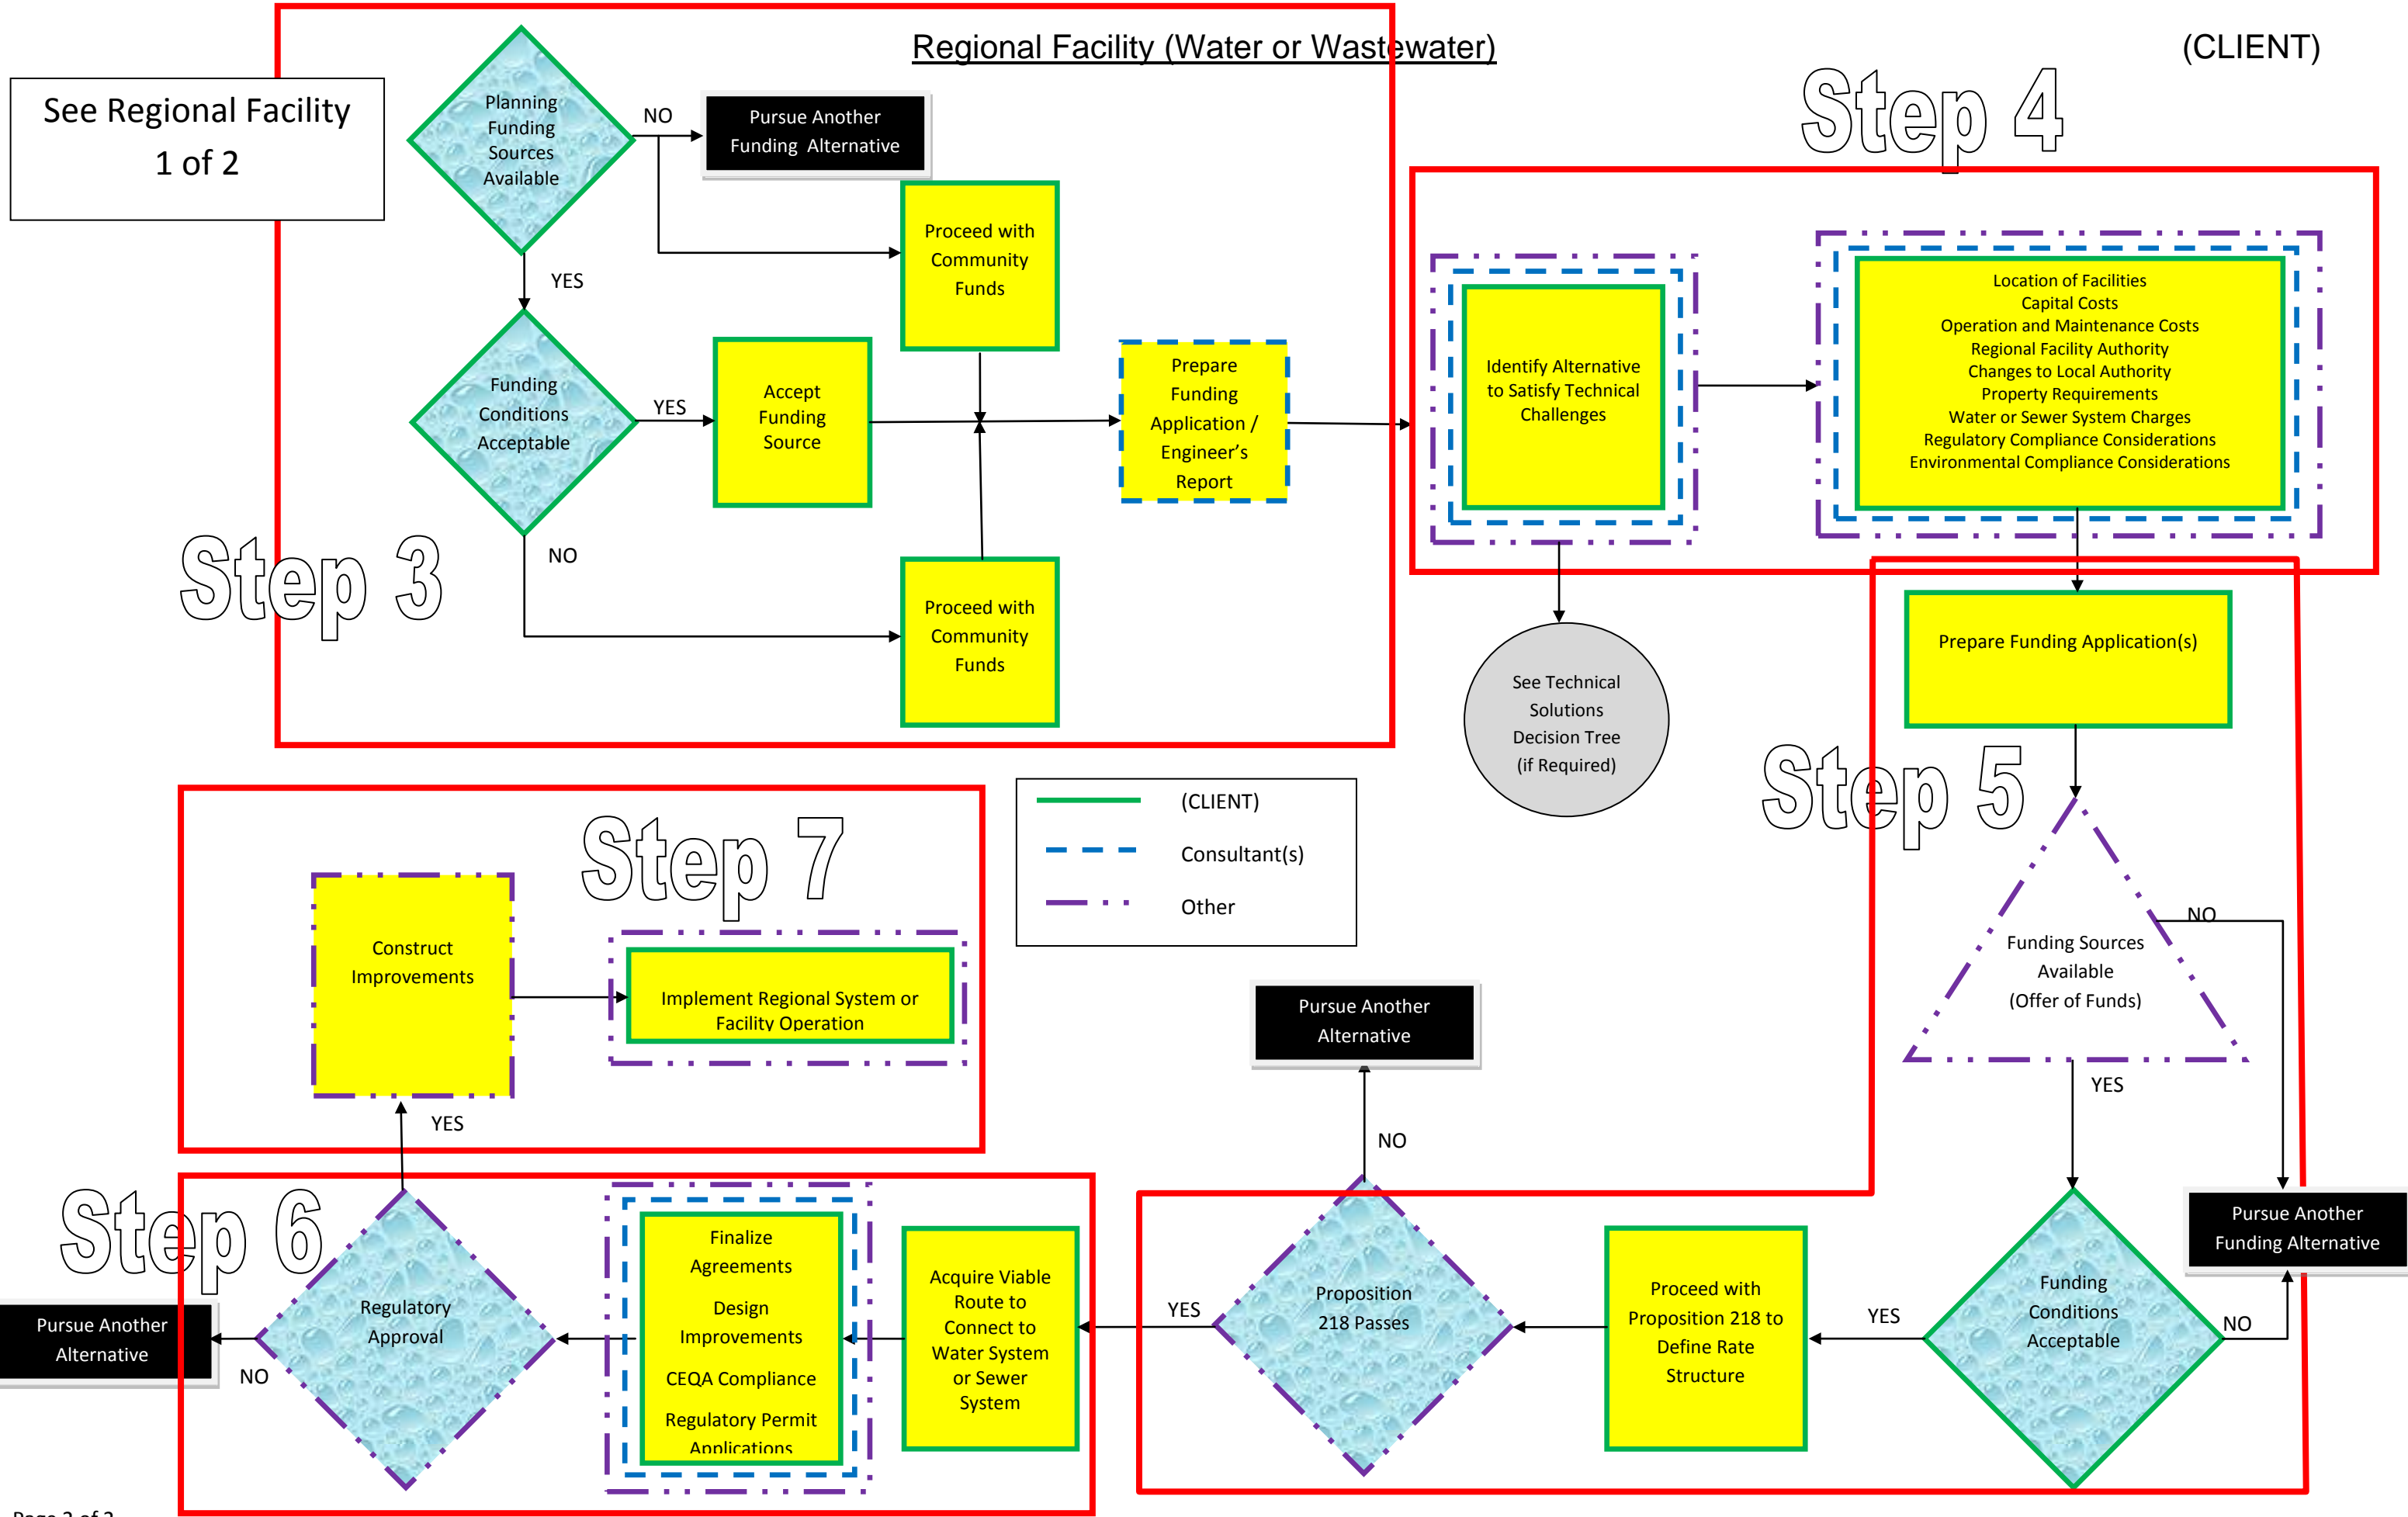 Regional Facility (Water or Wastewater)
(CLIENT)
See Regional Facility
1 of 2
Step 3
Planning
Funding
Sources
Available
NO
Pursue Another
Funding Alternative
Proceed with
Community
Funds
YES
Funding
Conditions
Acceptable
YES
Accept
Funding
Source
Prepare
Funding
Application /
Engineer's
Report
NO
Proceed with
Community
Funds
Step 4
Identify Alternative
to Satisfy Technical
Challenges
Location of Facilities
Capital Costs
Operation and Maintenance Costs
Regional Facility Authority
Changes to Local Authority
Property Requirements
Water or Sewer System Charges
Regulatory Compliance Considerations
Environmental Compliance Considerations
See Technical
Solutions
Decision Tree
(if Required)
Step 5
Prepare Funding Application(s)
Funding Sources
Available
(Offer of Funds)
NO
YES
Funding
Conditions
Acceptable
NO
Pursue Another
Funding Alternative
YES
Proceed with
Proposition 218 to
Define Rate
Structure
Proposition
218 Passes
NO
Pursue Another
Alternative
YES
(CLIENT)
Consultant(s)
Other
Step 6
Acquire Viable
Route to
Connect to
Water System
or Sewer
System
Finalize
Agreements
Design
Improvements
CEQA Compliance
Regulatory Permit
Applications
Regulatory
Approval
NO
Pursue Another
Alternative
YES
Step 7
Construct
Improvements
Implement Regional System or
Facility Operation
Page 2 of 2